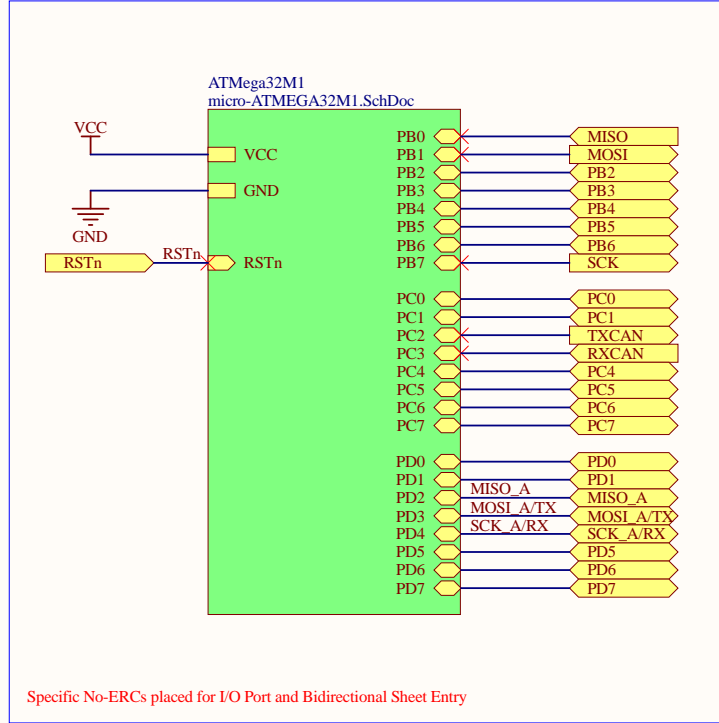 ATMega32M1
micro-ATMEGA32M1.SchDoc
VCC
VCC
GND
GND
RSTn
RSTn
RSTn
PB0 MISO
PB1 MOSI
PB2 PB2
PB3 PB3
PB4 PB4
PB5 PB5
PB6 PB6
PB7 SCK
PC0 PC0
PC1 PC1
PC2 TXCAN
PC3 RXCAN
PC4 PC4
PC5 PC5
PC6 PC6
PC7 PC7
PD0 PD0
PD1 PD1
PD2 MISO_A MISO_A
PD3 MOSI_A/TX MOSI_A/TX
PD4 SCK_A/RX SCK_A/RX
PD5 PD5
PD6 PD6
PD7 PD7
Specific No-ERCs placed for I/O Port and Bidirectional Sheet Entry